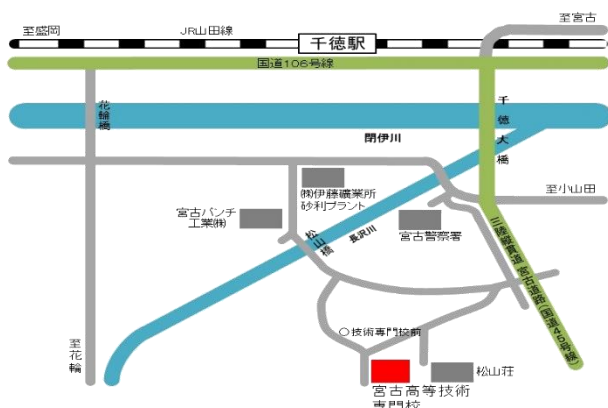 至宮古
至盛岡
JR山田線
千徳駅
国道106号線
花輪橋
千徳大橋
閉伊川
㈱伊藤礦業所
砂利プラント
至小山田
宮古パンチ
工業㈱
松山橋
長沢川
宮古警察署
三陸縦貫道 宮古道路(国道45号線)
〇技術専門校前
至花輪
松山荘
宮古高等技術
専門校